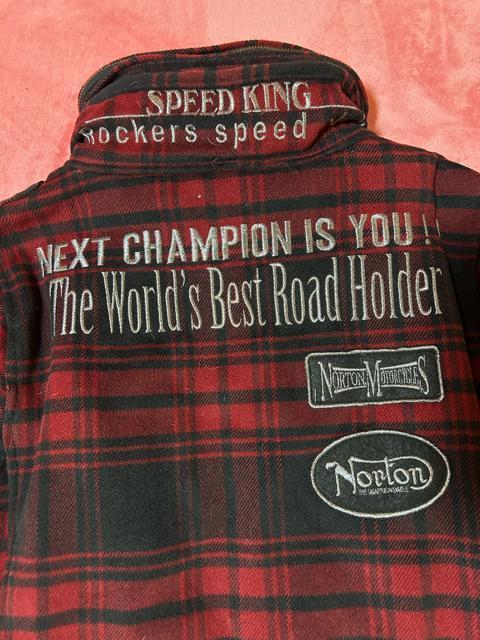 SPEED KING
Rockers speed
NEXT CHAMPION IS YOU !!
The World's Best Road Holder
NORTON MOTORCYCLES
Norton